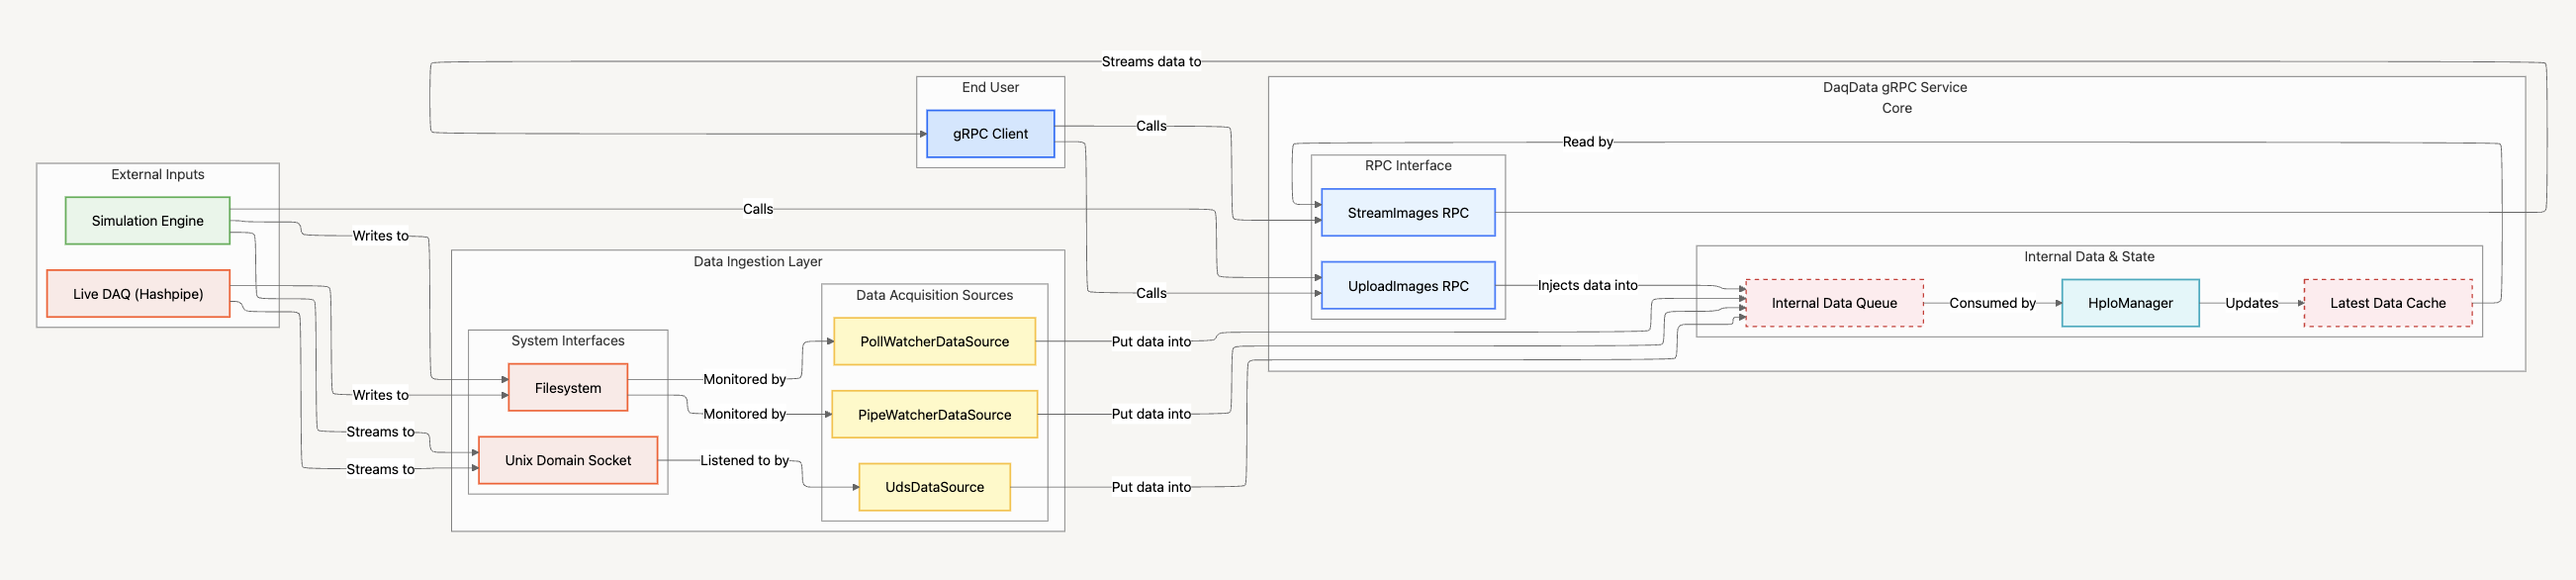 Streams data to
End User
gRPC Client
Calls
Calls
External Inputs
Simulation Engine
Live DAQ (Hashpipe)
Calls
Writes to
Writes to
Streams to
Streams to
Data Ingestion Layer
System Interfaces
Filesystem
Unix Domain Socket
Monitored by
Monitored by
Listened to by
Data Acquisition Sources
PollWatcherDataSource
PipeWatcherDataSource
UdsDataSource
Put data into
Put data into
Put data into
DaqData gRPC Service
Core
Read by
RPC Interface
StreamImages RPC
UploadImages RPC
Injects data into
Internal Data & State
Internal Data Queue
Consumed by
HpIoManager
Updates
Latest Data Cache